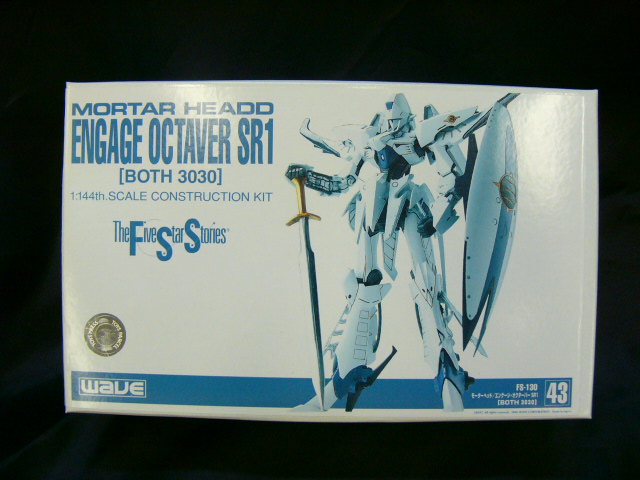 MORTAR HEADD
ENGAGE OCTAVER SR1
[BOTH 3030]
1:144th.SCALE CONSTRUCTION KIT
The Five Star Stories
WAVE
FS-130
モーターヘッド/エンゲージ・オクターバー SR1
[BOTH 3030]
43